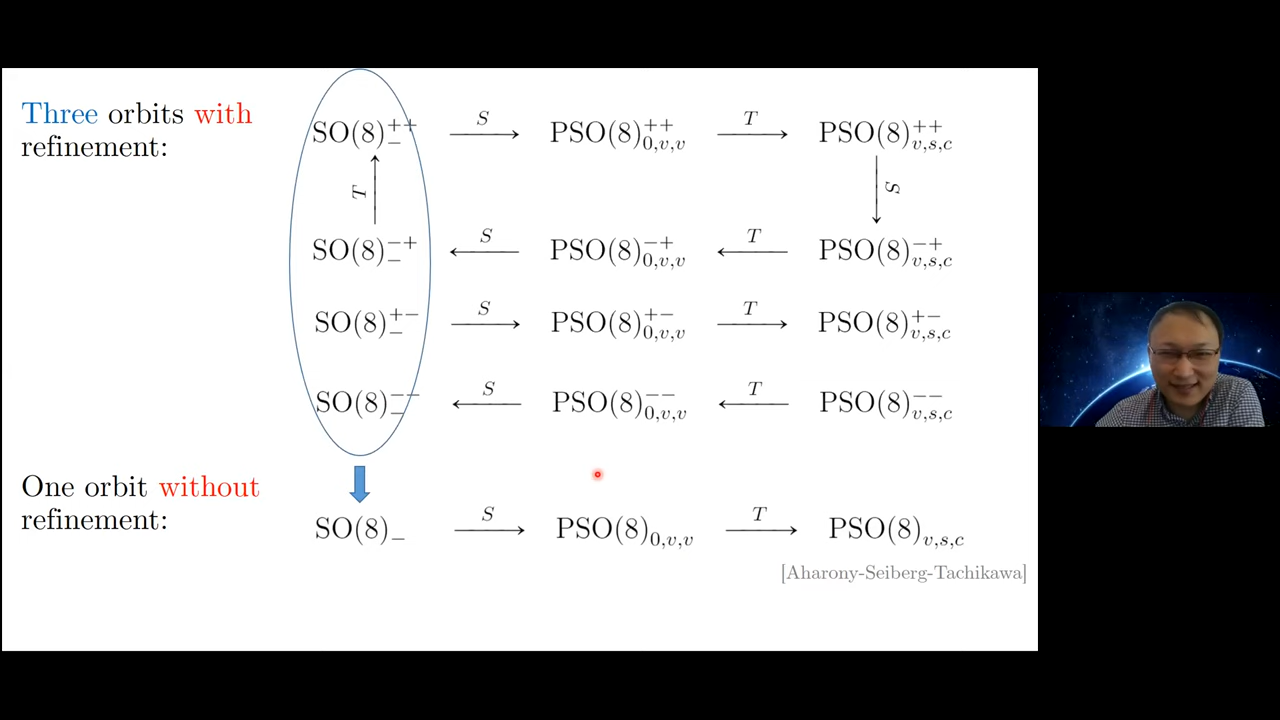 Three orbits with
refinement:
SO(8)₋⁺⁺ S PSO(8)₀,ᵥ,ᵥ⁺⁺ T PSO(8)_{v,s,c}^{++}
T S
SO(8)_{-}^{-+} S PSO(8)_{0,v,v}^{-+} T PSO(8)_{v,s,c}^{-+}
SO(8)_{-}^{+-} S PSO(8)_{0,v,v}^{+-} T PSO(8)_{v,s,c}^{+-}
SO(8)_{-}^{--} S PSO(8)_{0,v,v}^{--} T PSO(8)_{v,s,c}^{--}
One orbit without
refinement:
SO(8)_{-} S PSO(8)_{0,v,v} T PSO(8)_{v,s,c}
[Aharony-Seiberg-Tachikawa]